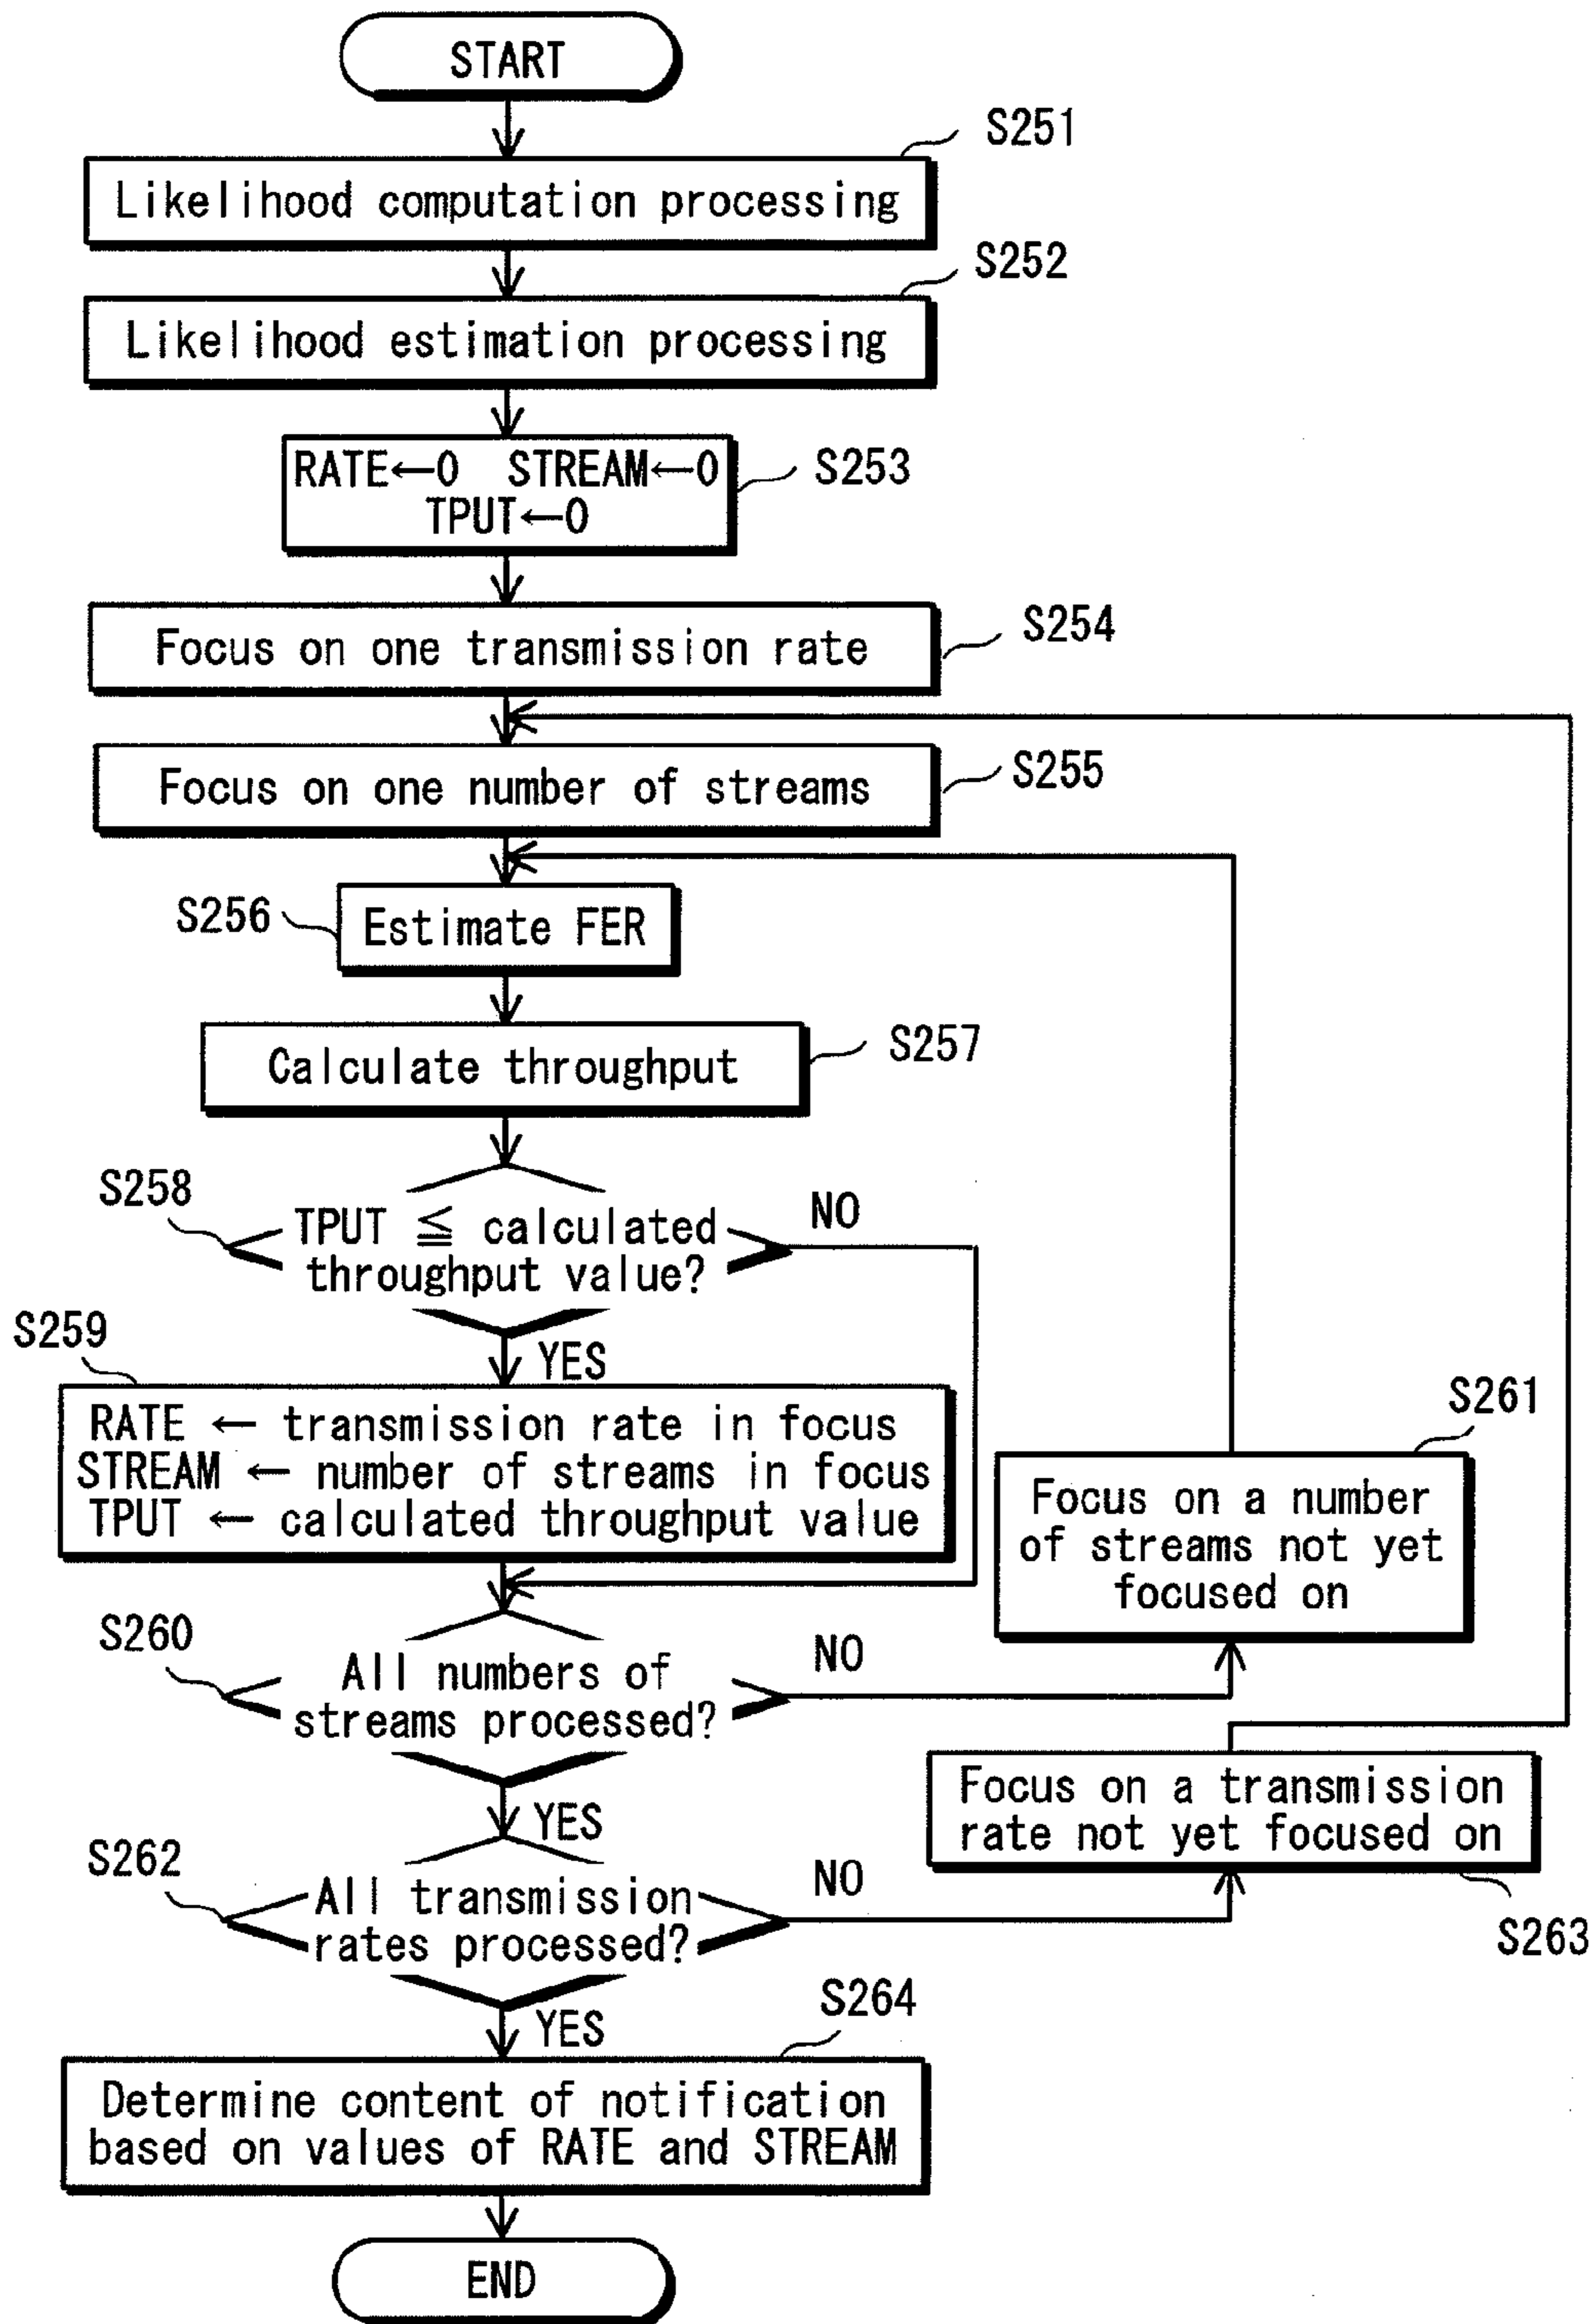 START
S251
Likelihood computation processing
S252
Likelihood estimation processing
RATE←0 STREAM←0
TPUT←0
S253
Focus on one transmission rate
S254
Focus on one number of streams
S255
S256
Estimate FER
Calculate throughput
S257
S258
TPUT ≦ calculated
throughput value?
NO
YES
S259
RATE ← transmission rate in focus
STREAM ← number of streams in focus
TPUT ← calculated throughput value
S261
Focus on a number
of streams not yet
focused on
S260
All numbers of
streams processed?
NO
YES
Focus on a transmission
rate not yet focused on
S263
S262
All transmission
rates processed?
NO
YES
S264
Determine content of notification
based on values of RATE and STREAM
END